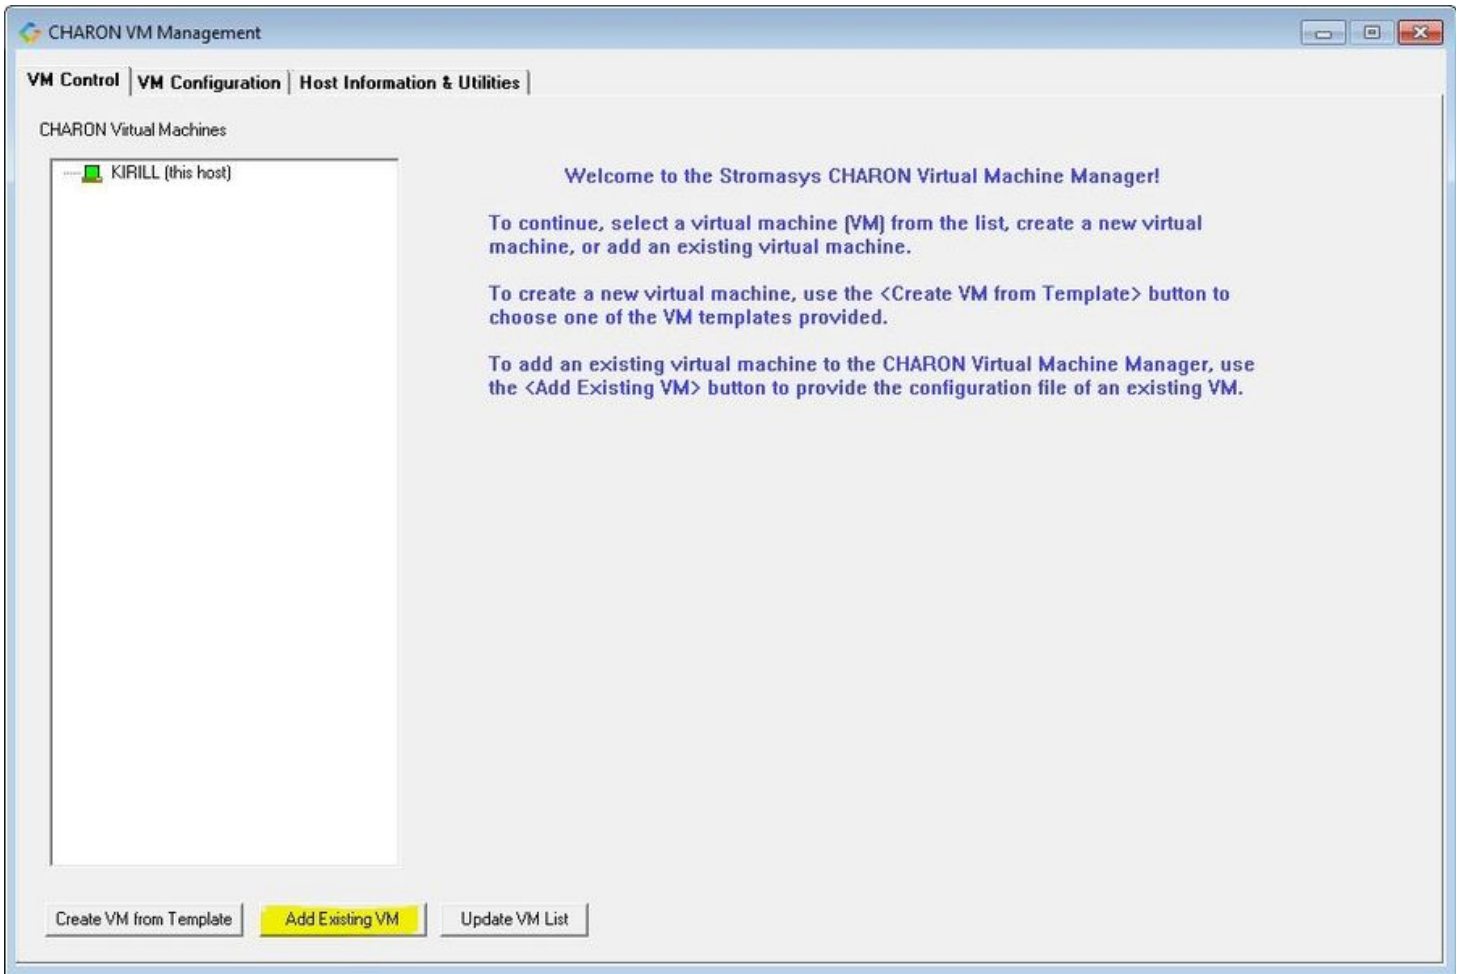 CHARON VM Management
VM Control
VM Configuration
Host Information & Utilities
CHARON Virtual Machines
KIRILL (this host)
Welcome to the Stromasys CHARON Virtual Machine Manager!
To continue, select a virtual machine (VM) from the list, create a new virtual
machine, or add an existing virtual machine.
To create a new virtual machine, use the <Create VM from Template> button to
choose one of the VM templates provided.
To add an existing virtual machine to the CHARON Virtual Machine Manager, use
the <Add Existing VM> button to provide the configuration file of an existing VM.
Create VM from Template
Add Existing VM
Update VM List